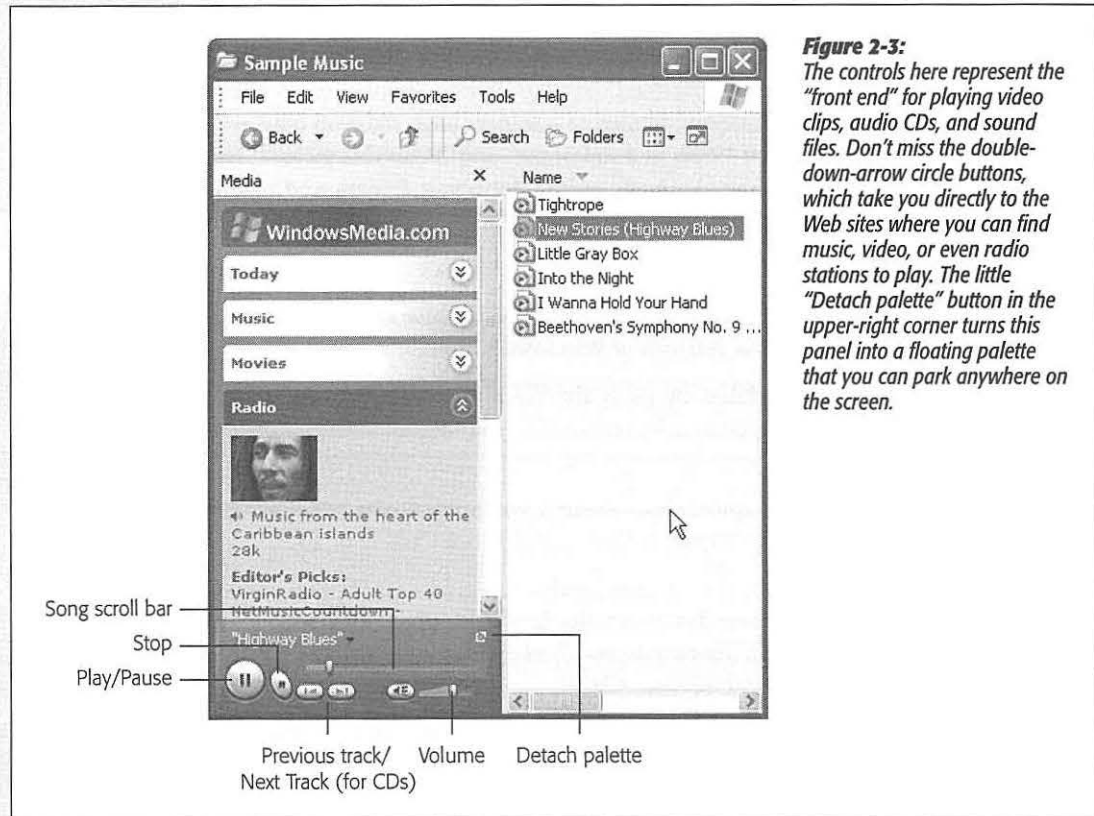 Sample Music
File Edit View Favorites Tools Help
Back Search Folders
Media
Name
WindowsMedia.com
Today
Music
Movies
Radio
Music from the heart of the
Caribbean islands
28k
Editor's Picks:
VirginRadio - Adult Top 40
NetMusicCountdown -
"Highway Blues"
Tightrope
New Stories (Highway Blues)
Little Gray Box
Into the Night
I Wanna Hold Your Hand
Beethoven's Symphony No. 9 ...
Song scroll bar
Stop
Play/Pause
Previous track/
Next Track (for CDs)
Volume
Detach palette
Figure 2-3:
The controls here represent the
"front end" for playing video
clips, audio CDs, and sound
files. Don't miss the double-
down-arrow circle buttons,
which take you directly to the
Web sites where you can find
music, video, or even radio
stations to play. The little
"Detach palette" button in the
upper-right corner turns this
panel into a floating palette
that you can park anywhere on
the screen.